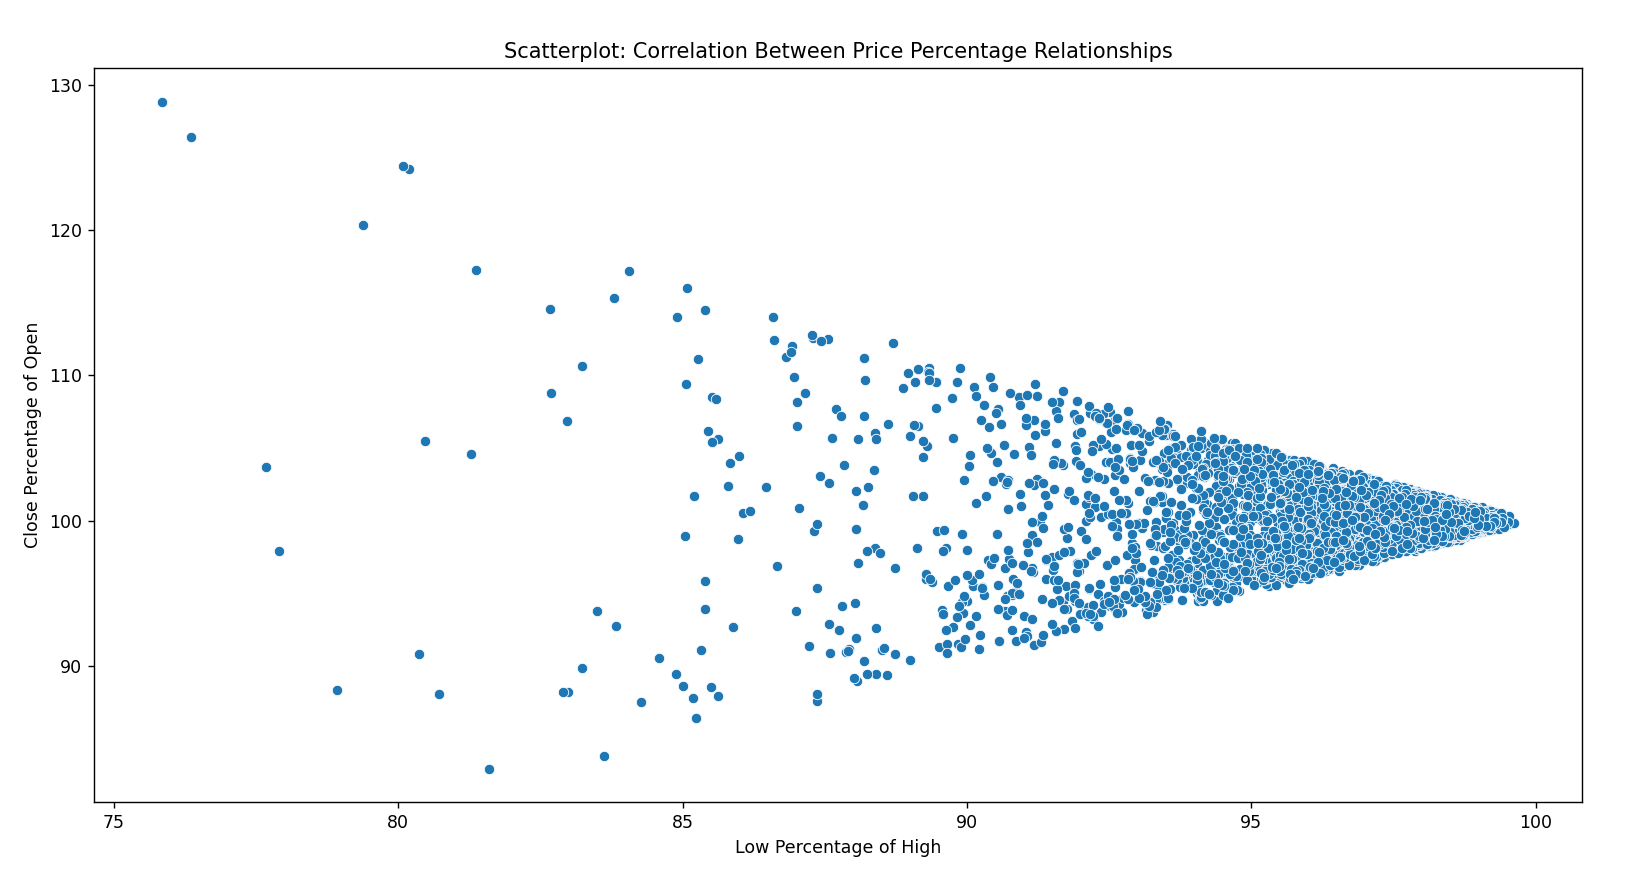 Scatterplot: Correlation Between Price Percentage Relationships
130
120
110
100
90
Close Percentage of Open
75 80 85 90 95 100
Low Percentage of High